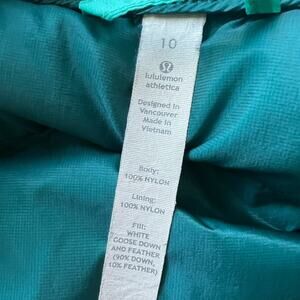 10
lululemon
athletica
Designed in
Vancouver
Made in
Vietnam
Body:
100% NYLON
Lining:
100% NYLON
Fill:
WHITE
GOOSE DOWN
AND FEATHER
(90% DOWN,
10% FEATHER)